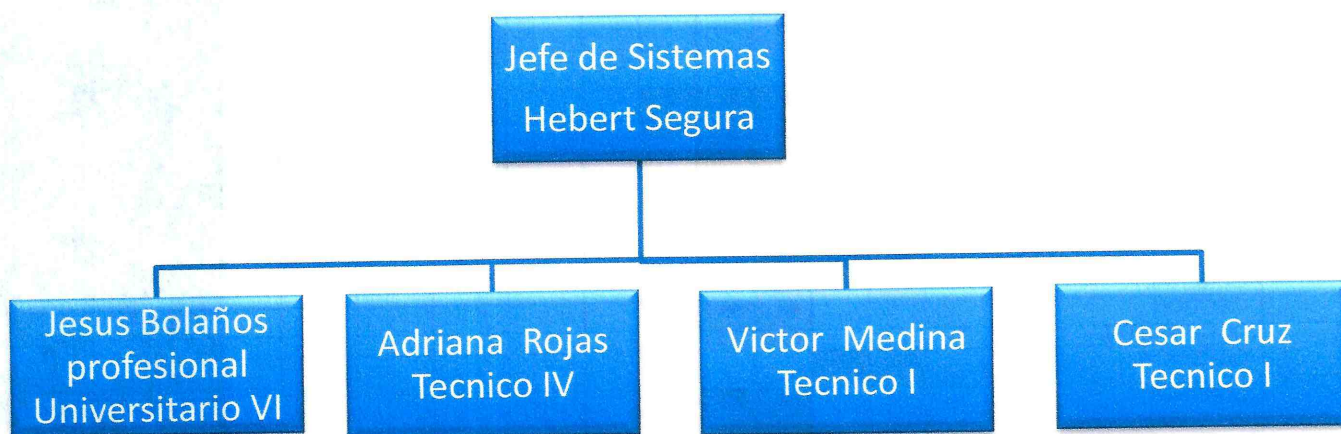 Jefe de Sistemas
Hebert Segura
Jesus Bolaños
profesional
Universitario VI
Adriana Rojas
Tecnico IV
Victor Medina
Tecnico I
Cesar Cruz
Tecnico I